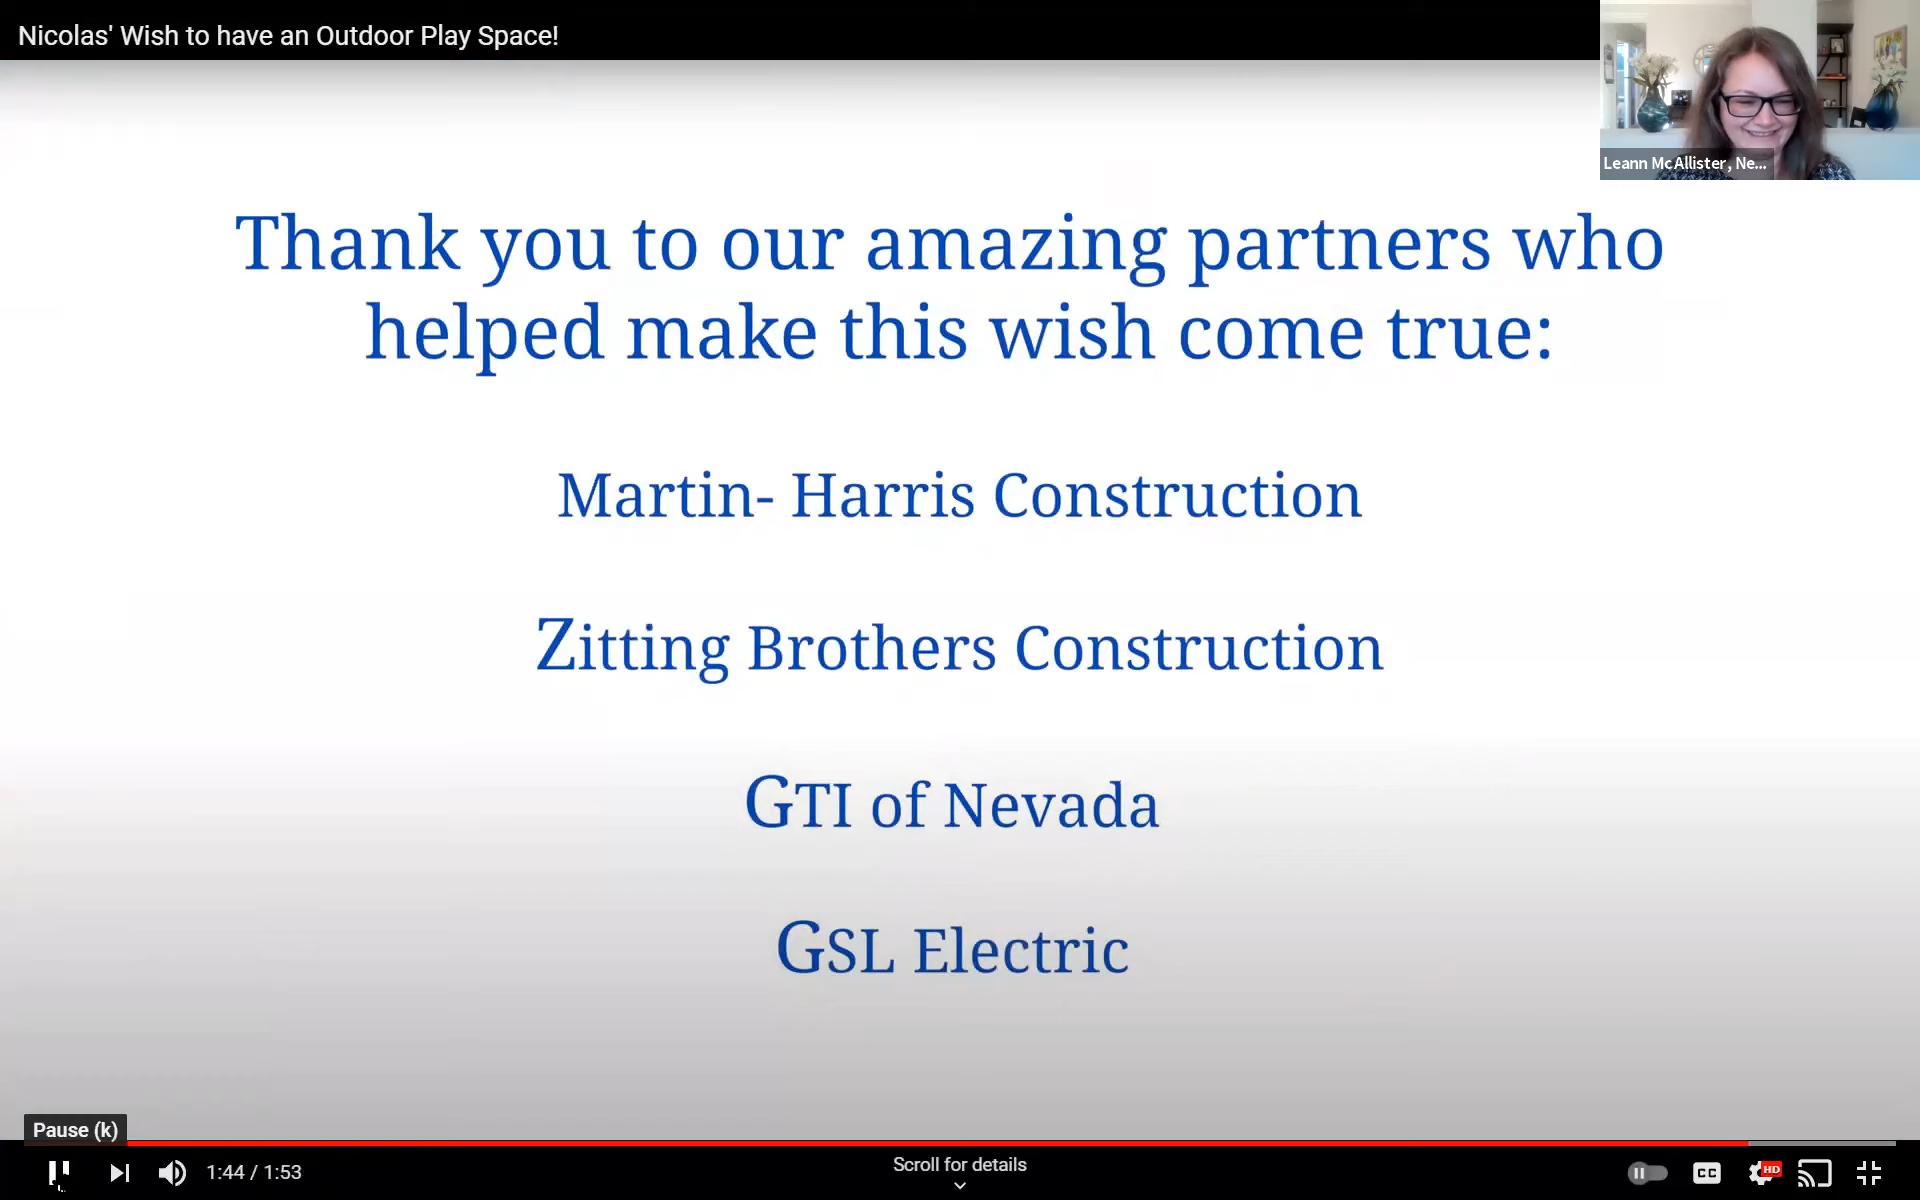 Nicolas' Wish to have an Outdoor Play Space!
Leann McAllister, Ne...
Thank you to our amazing partners who
helped make this wish come true:
Martin- Harris Construction
Zitting Brothers Construction
GTI of Nevada
GSL Electric
Pause (k)
1:44 / 1:53
Scroll for details
CC
HD